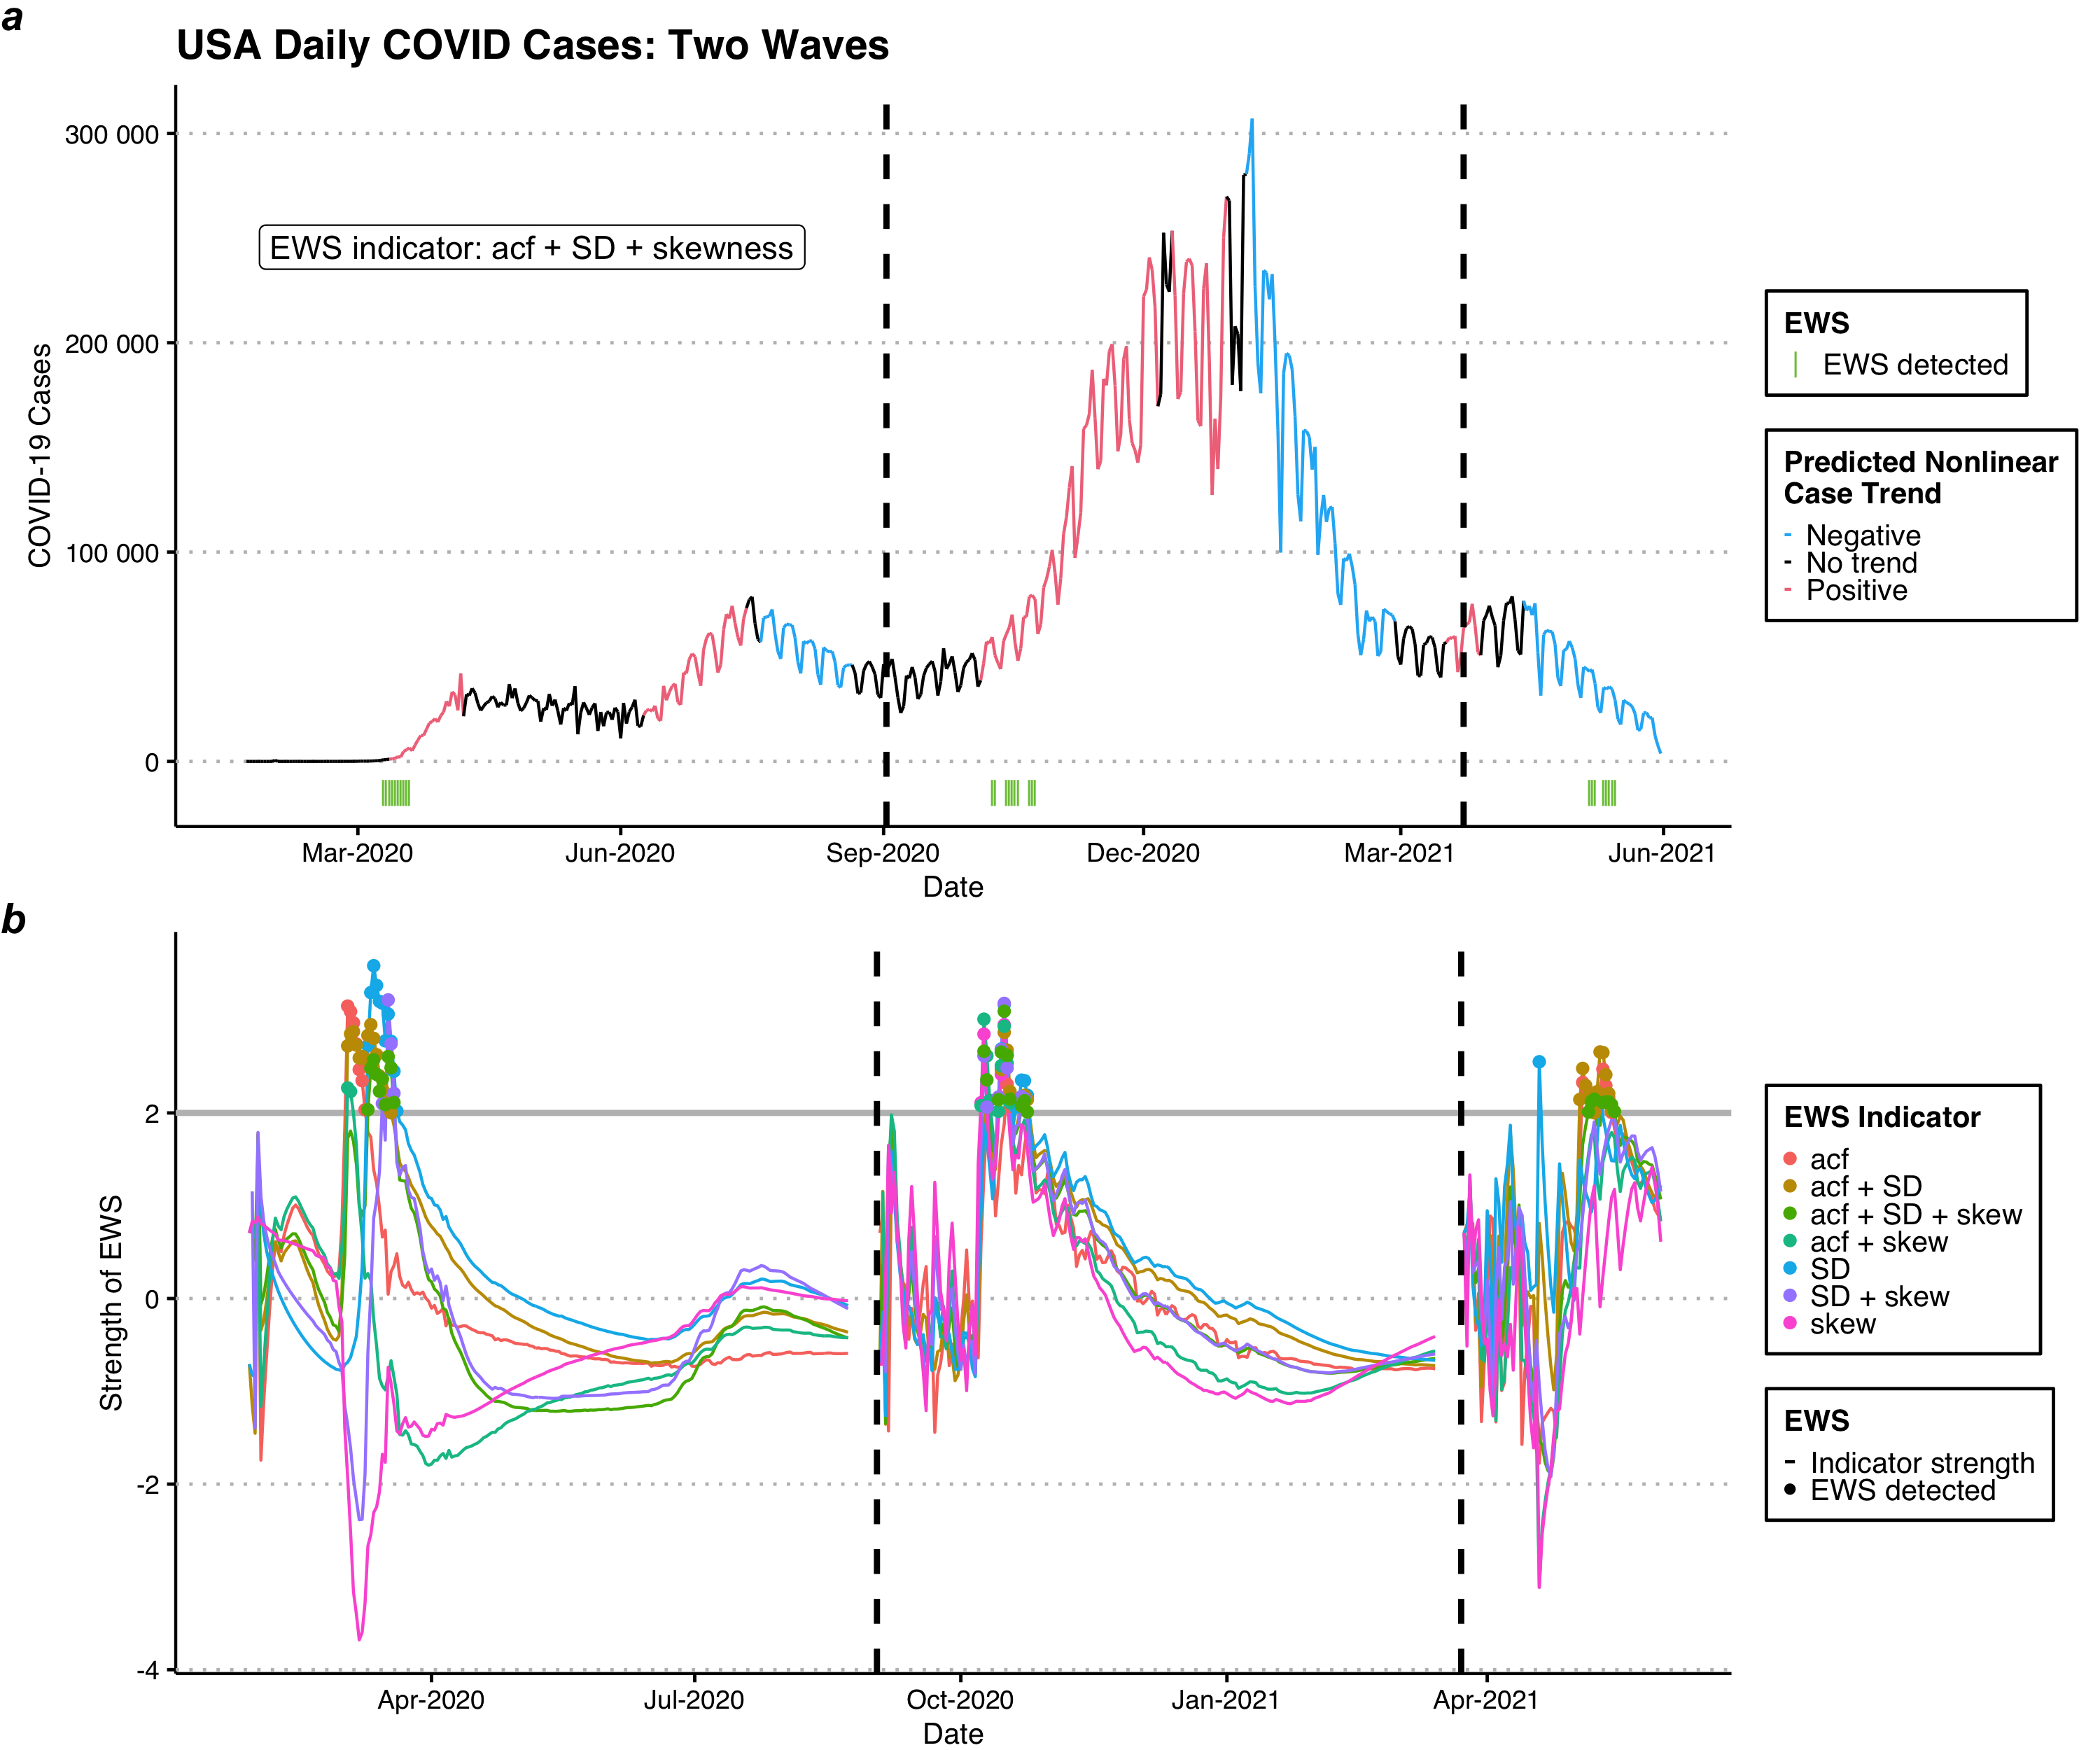 a
USA Daily COVID Cases: Two Waves
COVID-19 Cases
300 000
200 000
100 000
0
EWS indicator: acf + SD + skewness
Mar-2020
Jun-2020
Sep-2020
Dec-2020
Mar-2021
Jun-2021
Date
EWS
EWS detected
Predicted Nonlinear
Case Trend
Negative
No trend
Positive
b
Strength of EWS
2
0
-2
-4
Apr-2020
Jul-2020
Oct-2020
Jan-2021
Apr-2021
Date
EWS Indicator
acf
acf + SD
acf + SD + skew
acf + skew
SD
SD + skew
skew
EWS
Indicator strength
EWS detected